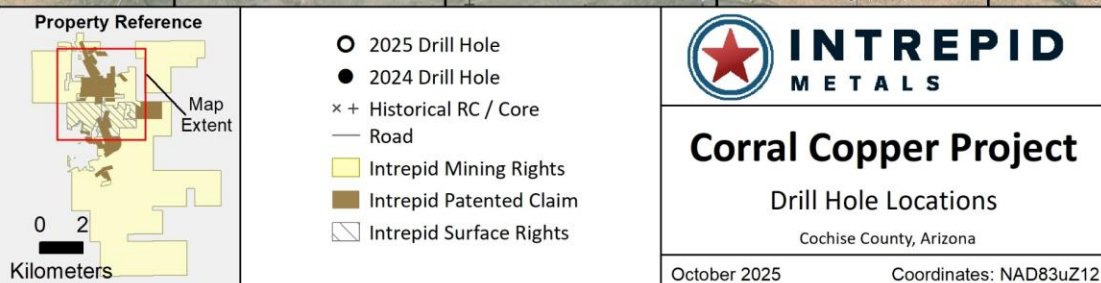 Property Reference
Map
Extent
0 2
Kilometers
2025 Drill Hole
2024 Drill Hole
Historical RC / Core
Road
Intrepid Mining Rights
Intrepid Patented Claim
Intrepid Surface Rights
INTREPID
METALS
Corral Copper Project
Drill Hole Locations
Cochise County, Arizona
October 2025 Coordinates: NAD83uZ12